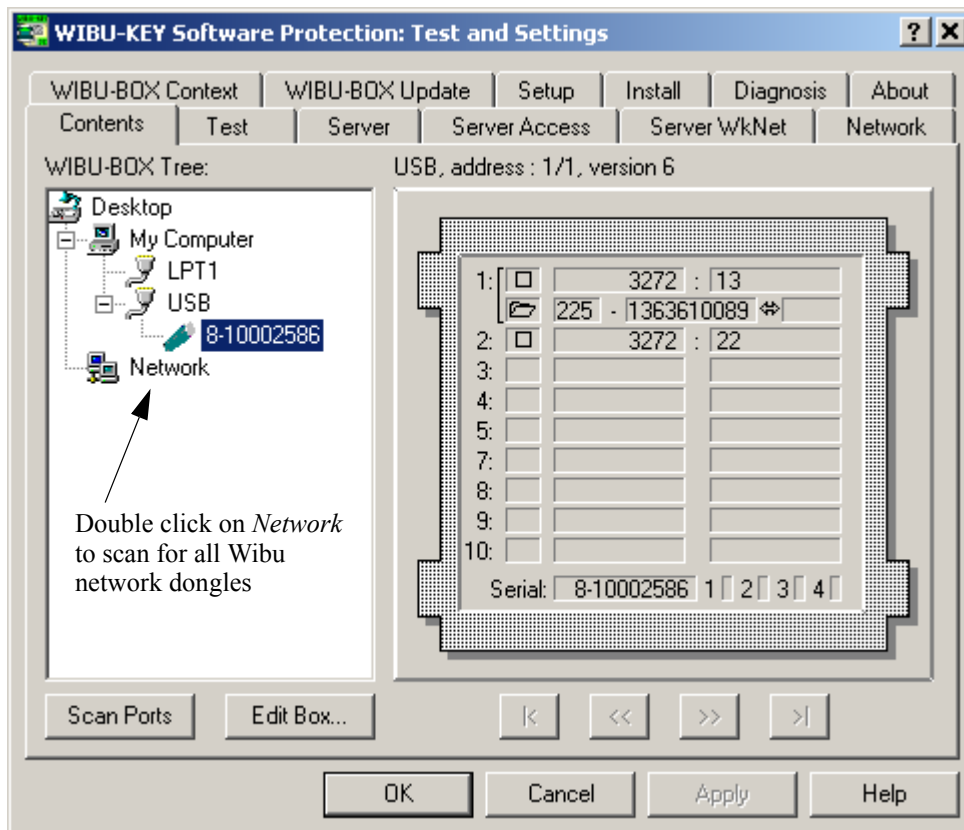 WIBU-KEY Software Protection: Test and Settings
WIBU-BOX Context WIBU-BOX Update Setup Install Diagnosis About
Contents Test Server Server Access Server WkNet Network
WIBU-BOX Tree: USB, address : 1/1, version 6
Desktop
My Computer
LPT1
USB
8-10002586
Network
Double click on Network
to scan for all Wibu
network dongles
1: 3272 : 13
225 - 1363610089
2: 3272 : 22
3:
4:
5:
7:
8:
9:
10:
Serial: 8-10002586 1 2 3 4
Scan Ports Edit Box... |< << >> >|
OK Cancel Apply Help